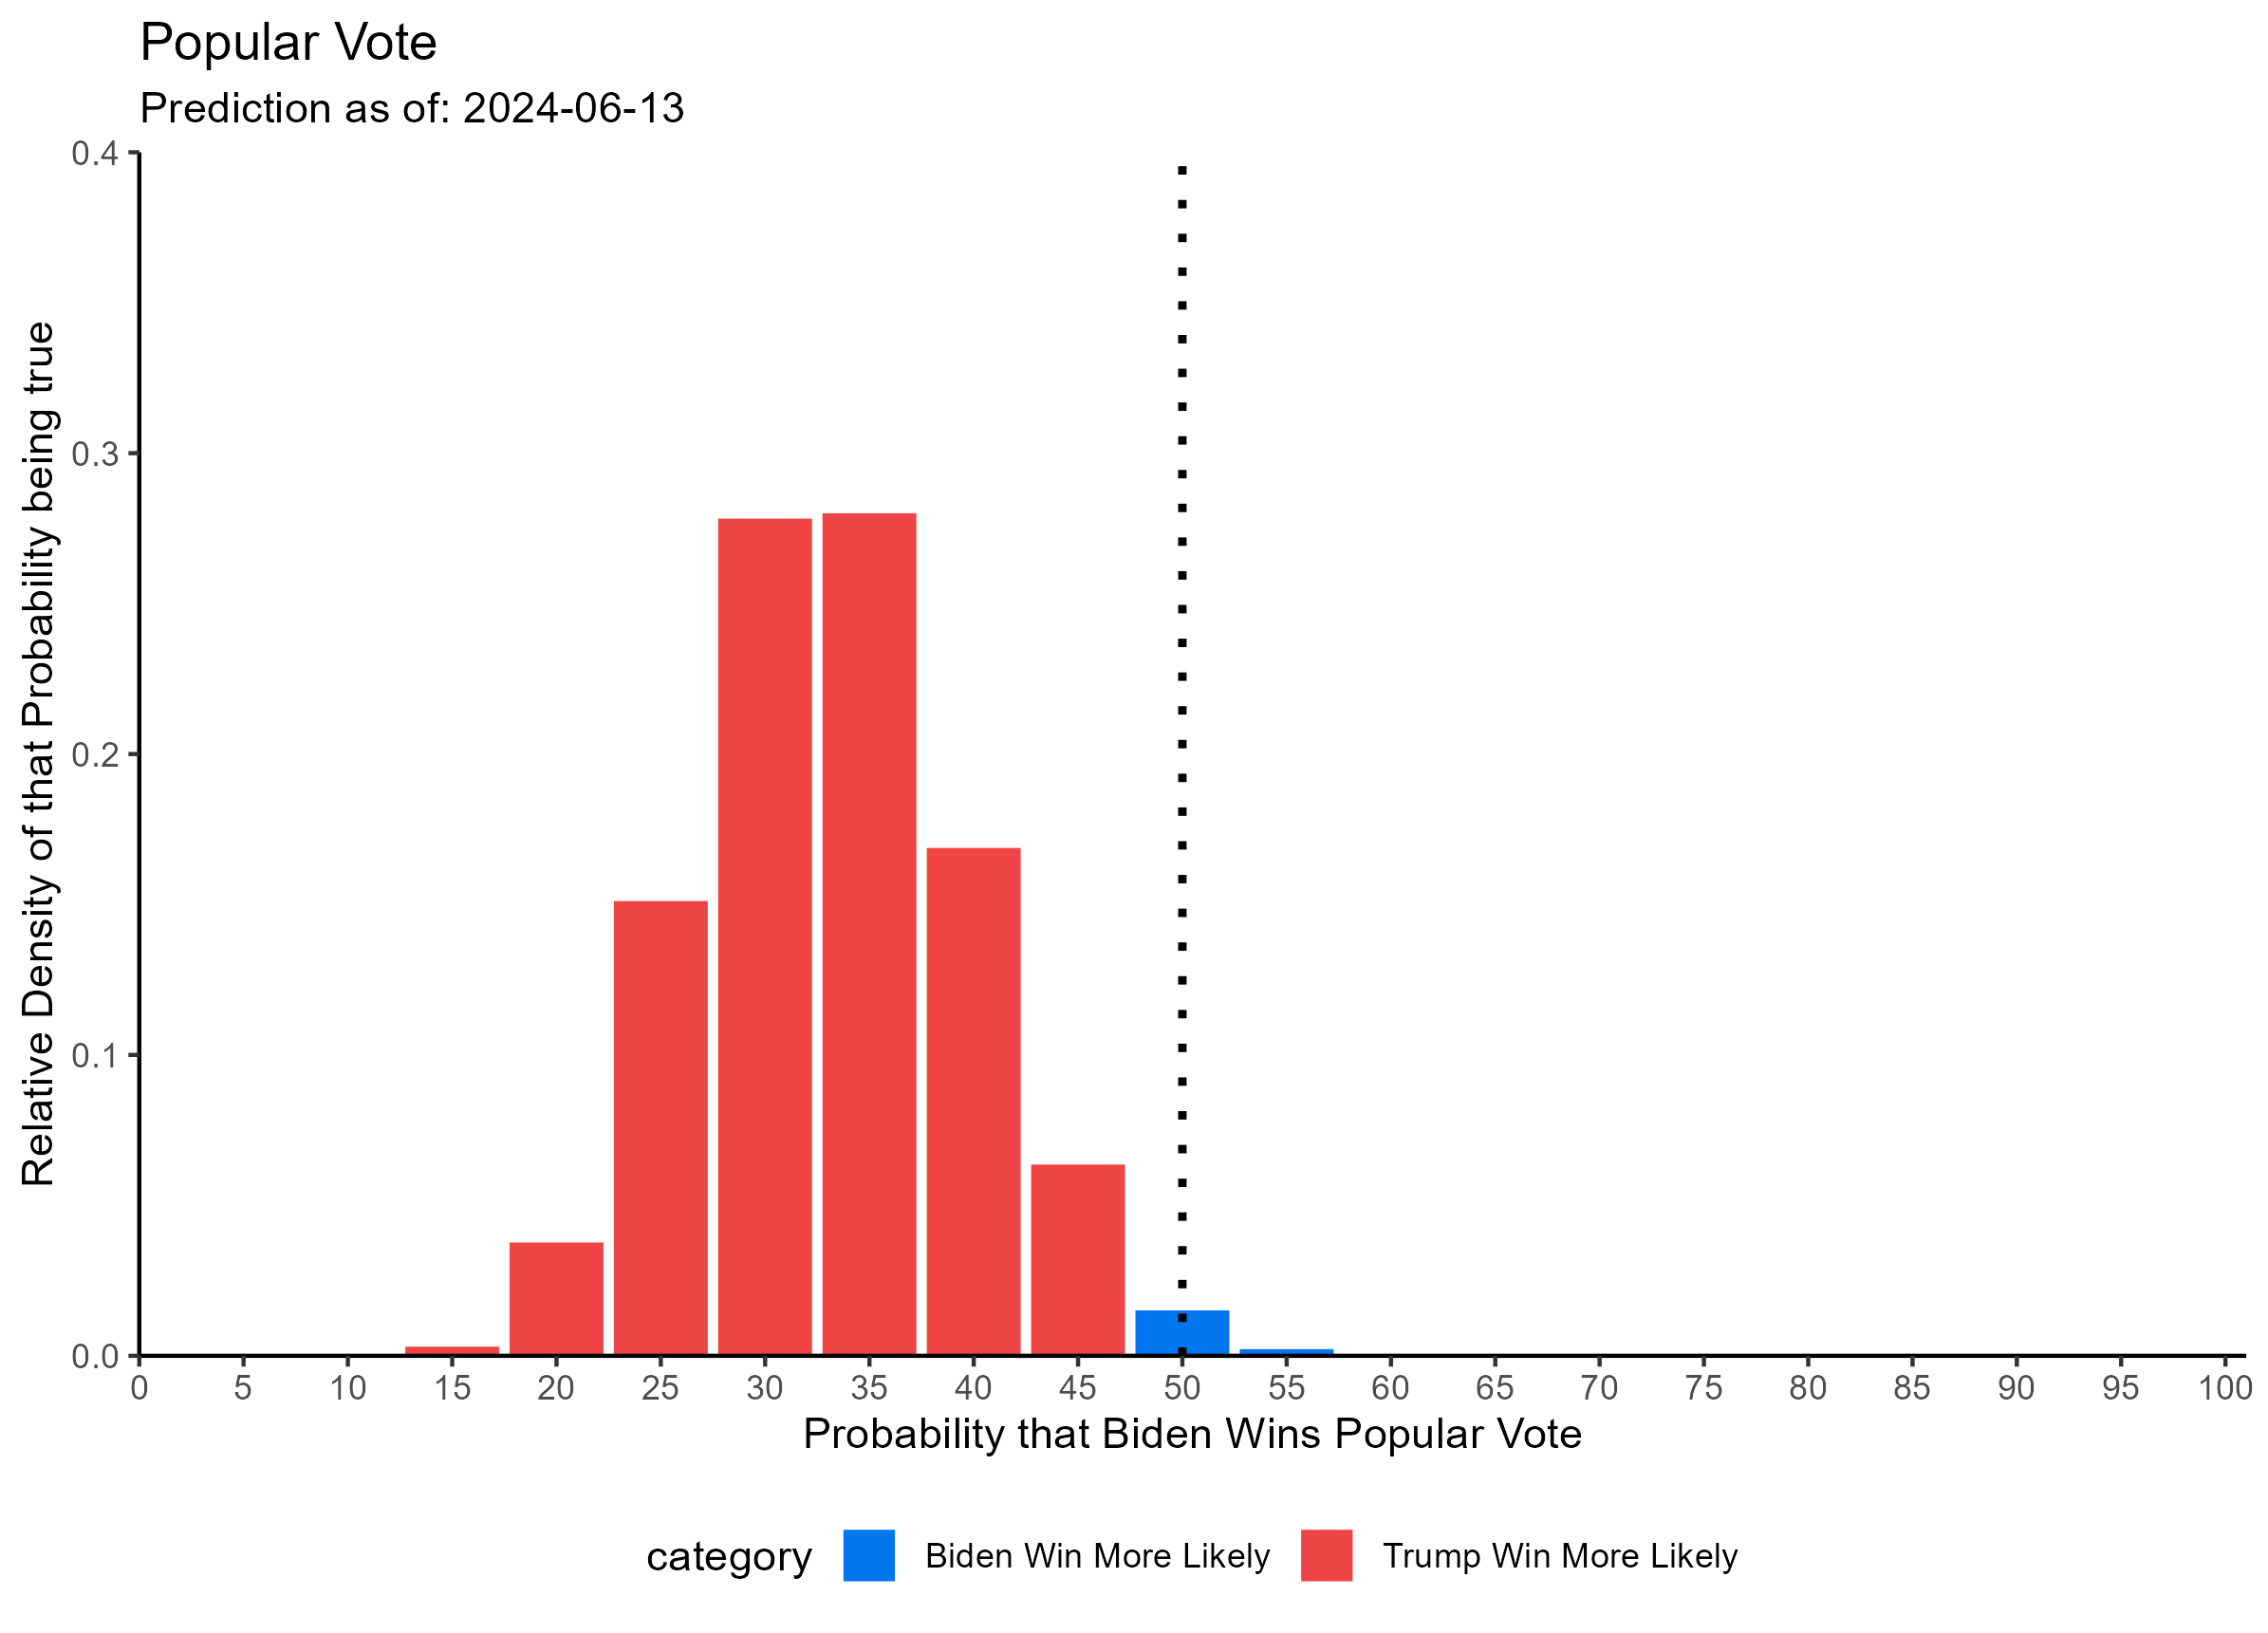 Popular Vote
Prediction as of: 2024-06-13
Relative Density of that Probability being true
0.4
0.3
0.2
0.1
0.0
0 5 10 15 20 25 30 35 40 45 50 55 60 65 70 75 80 85 90 95 100
Probability that Biden Wins Popular Vote
category Biden Win More Likely Trump Win More Likely